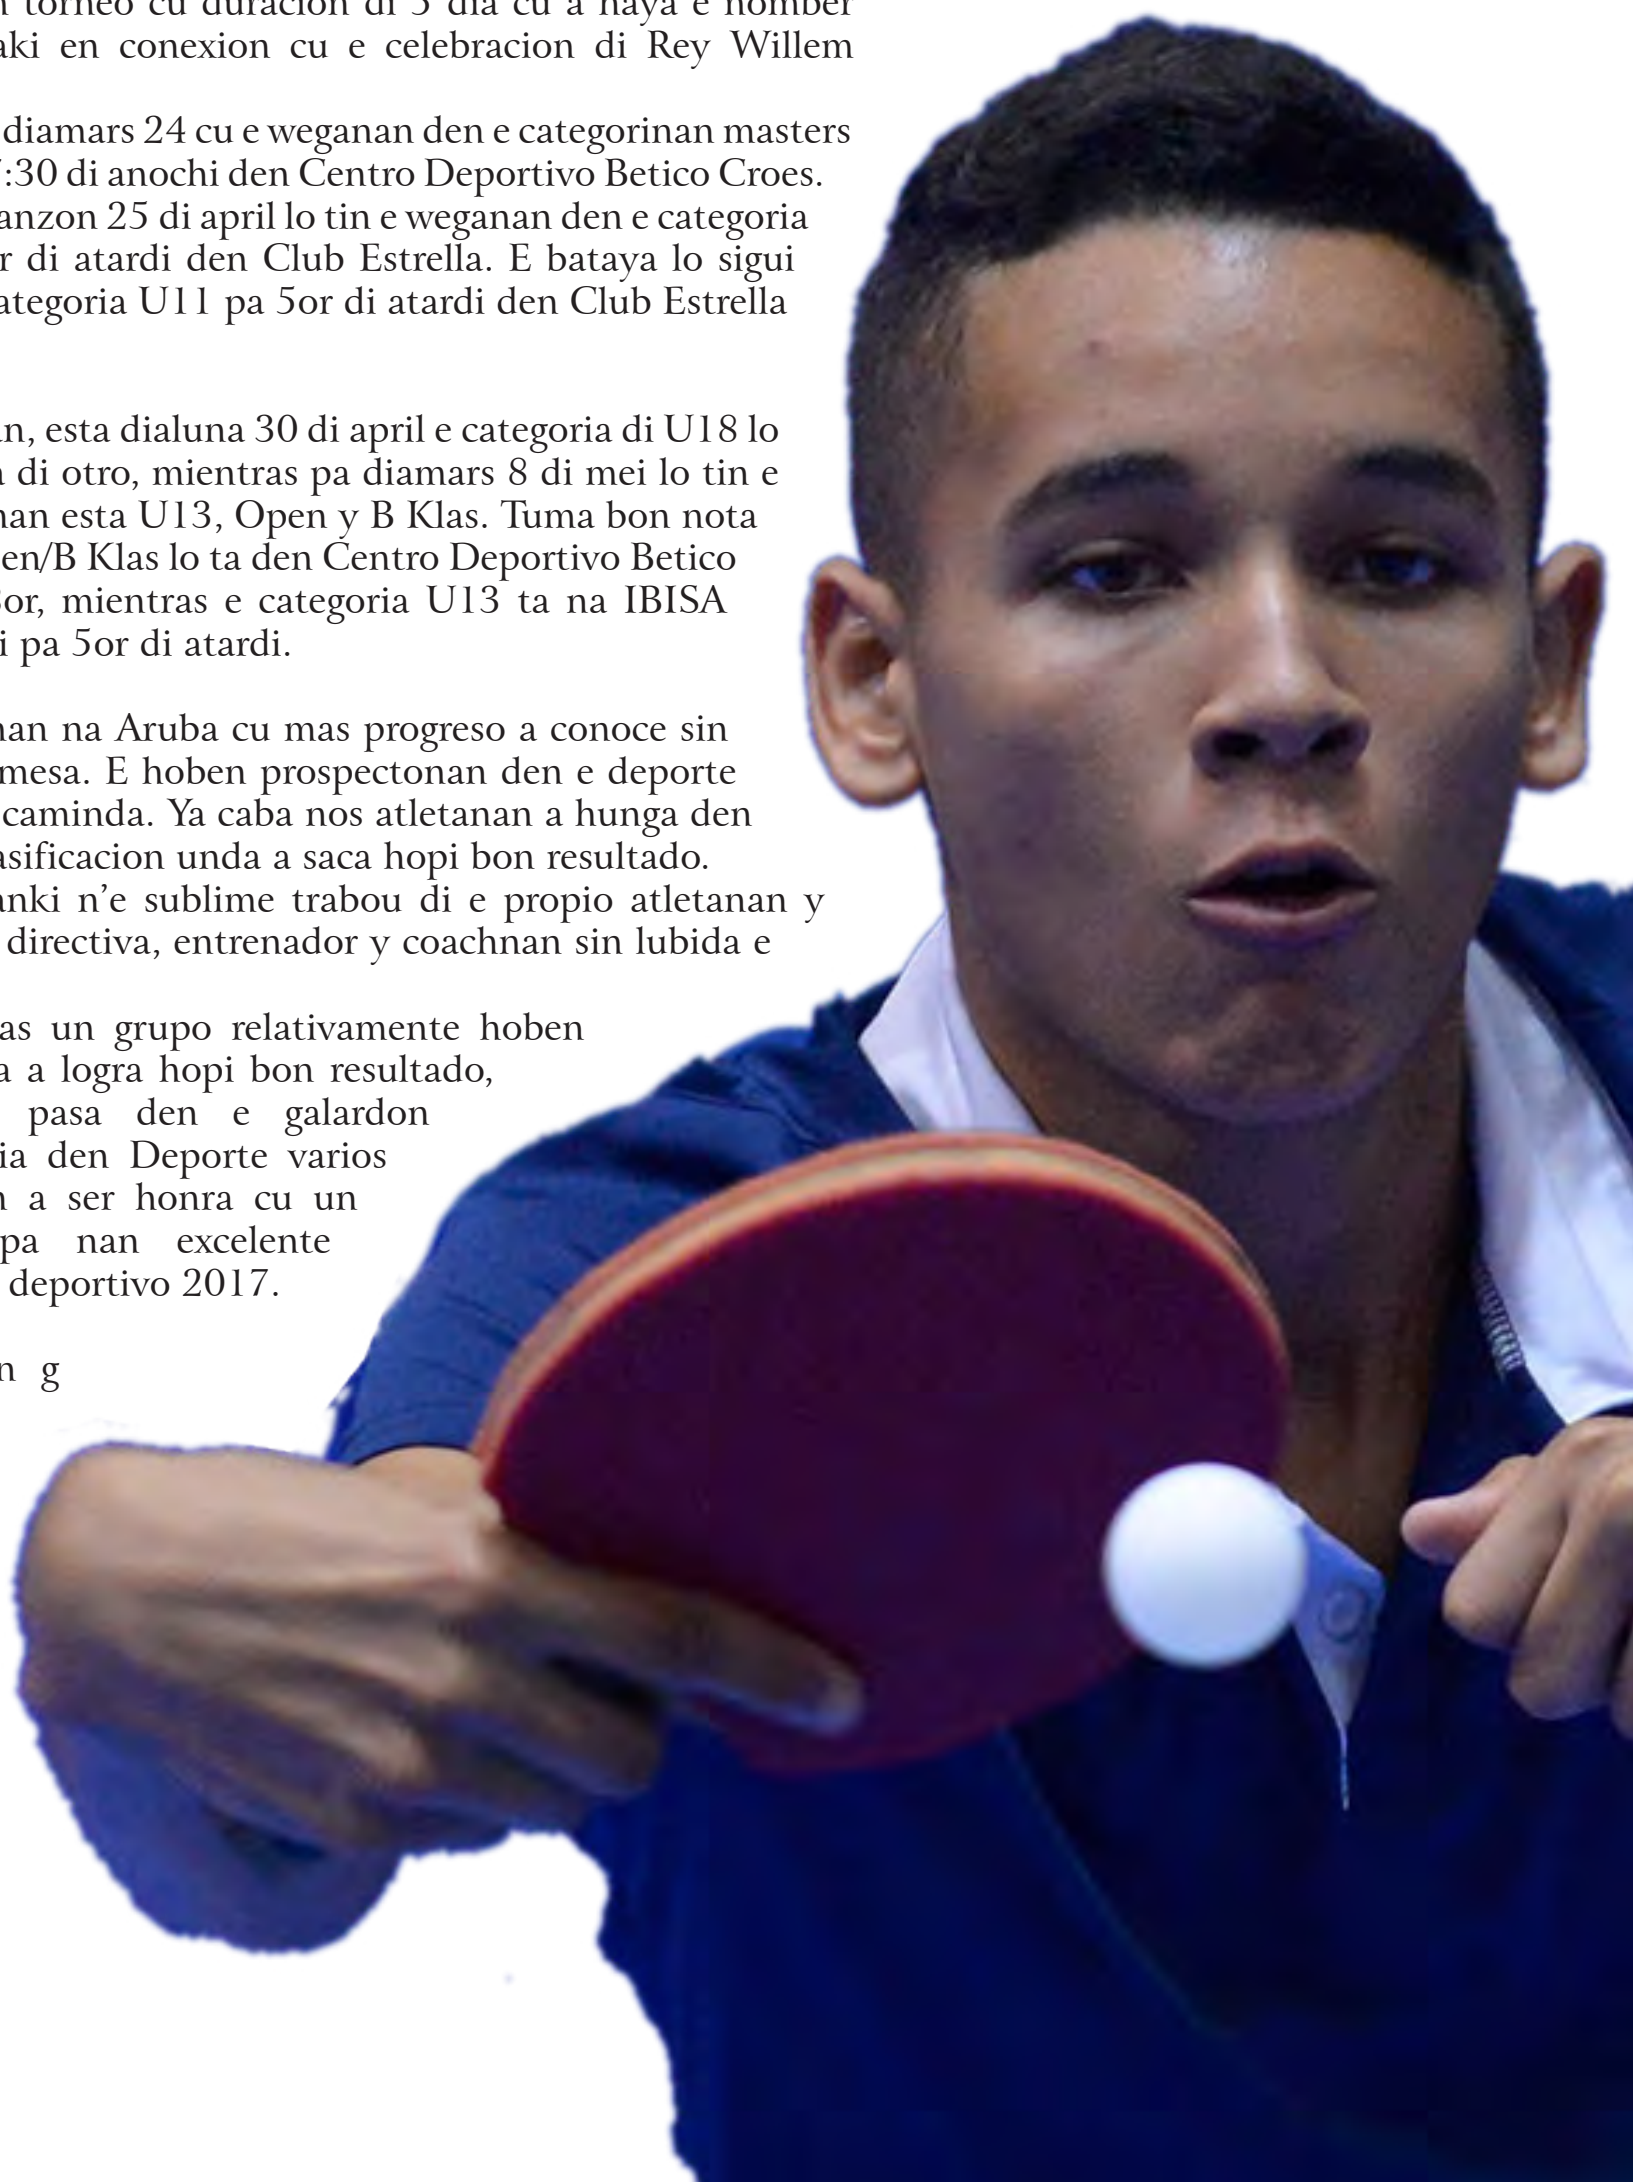 torneo cu duracion di 5 dia cu a haya e nomber
aki en conexion cu e celebracion di Rey Willem
diamars 24 cu e weganan den e categorinan masters
:30 di anochi den Centro Deportivo Betico Croes.
anzon 25 di april lo tin e weganan den e categoria
r di atardi den Club Estrella. E bataya lo sigui
ategoria U11 pa 5or di atardi den Club Estrella
an, esta dialuna 30 di april e categoria di U18 lo
a di otro, mientras pa diamars 8 di mei lo tin e
nan esta U13, Open y B Klas. Tuma bon nota
en/B Klas lo ta den Centro Deportivo Betico
or, mientras e categoria U13 ta na IBISA
i pa 5or di atardi.
nan na Aruba cu mas progreso a conoce sin
mesa. E hoben prospectonan den e deporte
caminda. Ya caba nos atletanan a hunga den
asificacion unda a saca hopi bon resultado.
anki n'e sublime trabou di e propio atletanan y
directiva, entrenador y coachnan sin lubida e
as un grupo relativamente hoben
a a logra hopi bon resultado,
pasa den e galardon
ia den Deporte varios
n a ser honra cu un
pa nan excelente
deportivo 2017.
n g